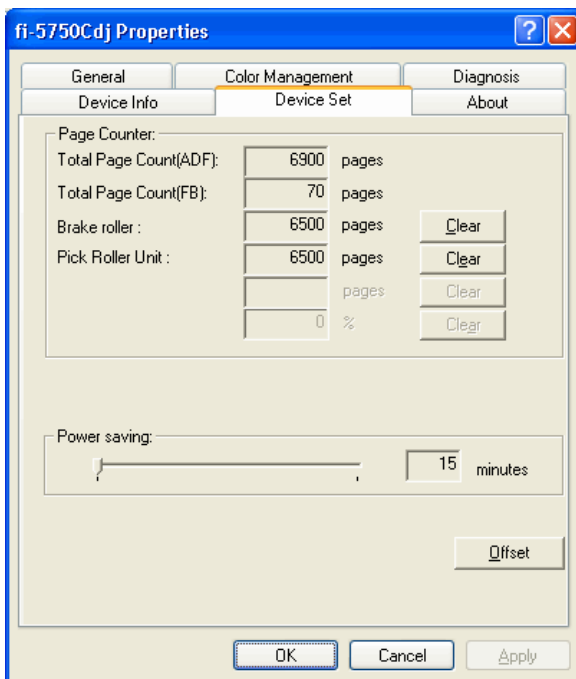 fi-5750Cdj Properties
General Color Management Diagnosis
Device Info Device Set About
Page Counter:
Total Page Count(ADF): 6900 pages
Total Page Count(FB): 70 pages
Brake roller : 6500 pages Clear
Pick Roller Unit : 6500 pages Clear
pages Clear
0 % Clear
Power saving:
15 minutes
Offset
OK Cancel Apply